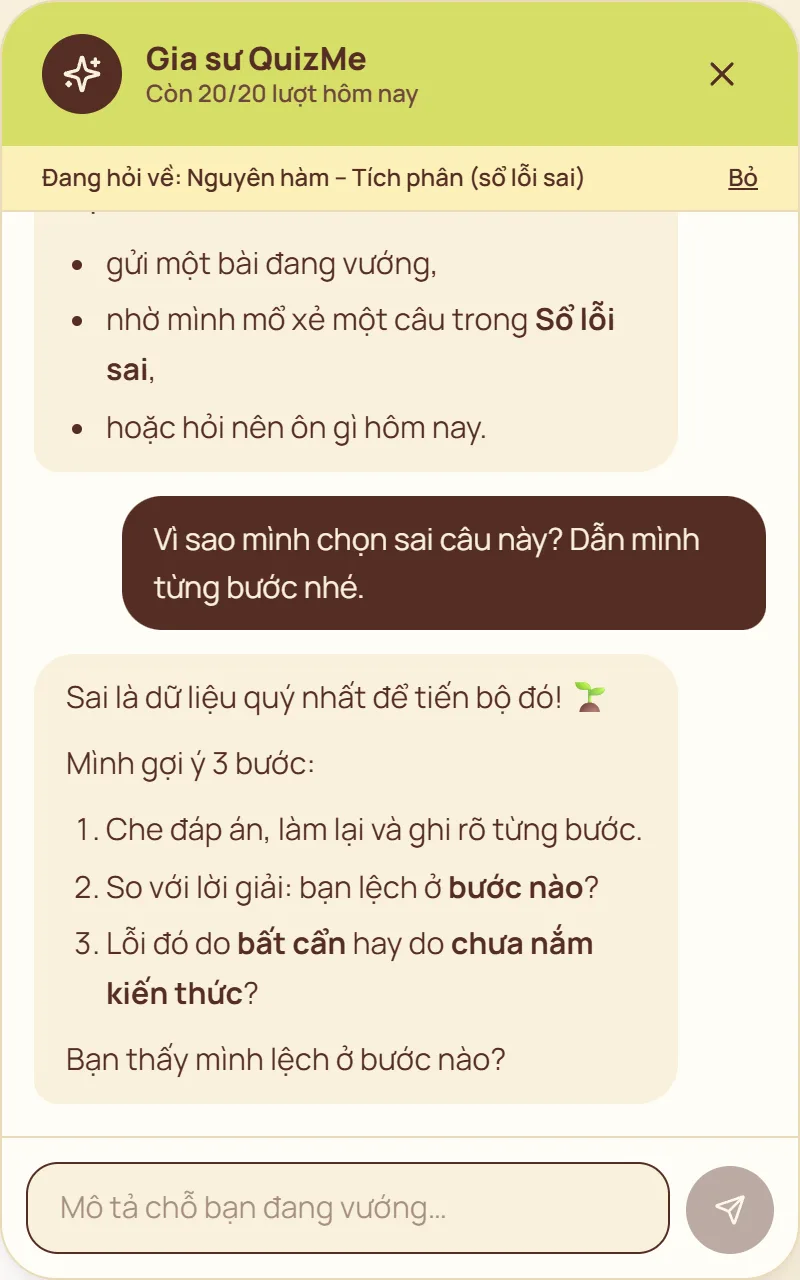 Gia sư QuizMe
Còn 20/20 lượt hôm nay
Đang hỏi về: Nguyên hàm – Tích phân (sổ lỗi sai)
Bỏ
• gửi một bài đang vướng,
• nhờ mình mổ xẻ một câu trong Sổ lỗi
sai,
• hoặc hỏi nên ôn gì hôm nay.
Vì sao mình chọn sai câu này? Dẫn mình
từng bước nhé.
Sai là dữ liệu quý nhất để tiến bộ đó! 🌱
Mình gợi ý 3 bước:
1. Che đáp án, làm lại và ghi rõ từng bước.
2. So với lời giải: bạn lệch ở bước nào?
3. Lỗi đó do bất cẩn hay do chưa nắm
kiến thức?
Bạn thấy mình lệch ở bước nào?
Mô tả chỗ bạn đang vướng...